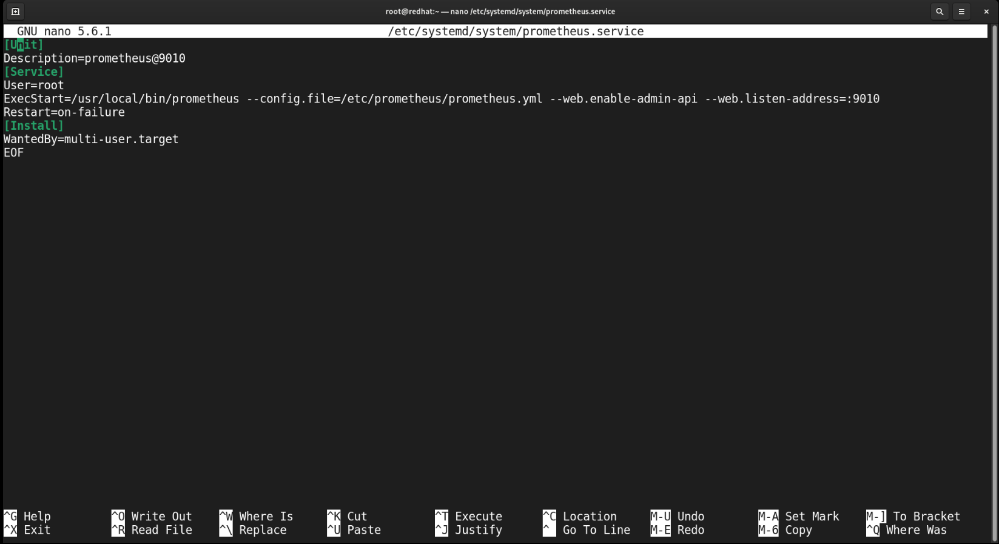 root@redhat:~ — nano /etc/systemd/system/prometheus.service
GNU nano 5.6.1 /etc/systemd/system/prometheus.service
[Unit]
Description=prometheus@9010
[Service]
User=root
ExecStart=/usr/local/bin/prometheus --config.file=/etc/prometheus/prometheus.yml --web.enable-admin-api --web.listen-address=:9010
Restart=on-failure
[Install]
WantedBy=multi-user.target
EOF
^G Help ^O Write Out ^W Where Is ^K Cut ^T Execute ^C Location M-U Undo M-A Set Mark M-] To Bracket
^X Exit ^R Read File ^\ Replace ^U Paste ^J Justify ^ Go To Line M-E Redo M-6 Copy ^Q Where Was